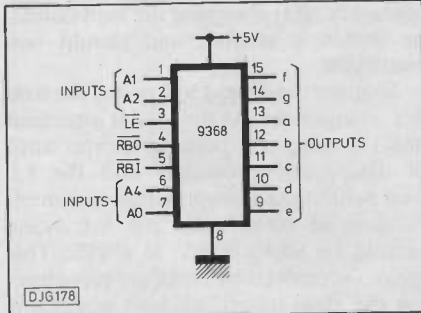 +5V
1
15
INPUTS
A1
f
2
14
A2
g
3
13
LE
a
4
9368
12
RBO
b
OUTPUTS
5
11
RBI
c
6
10
INPUTS
A4
d
7
9
A0
e
8
DJG178